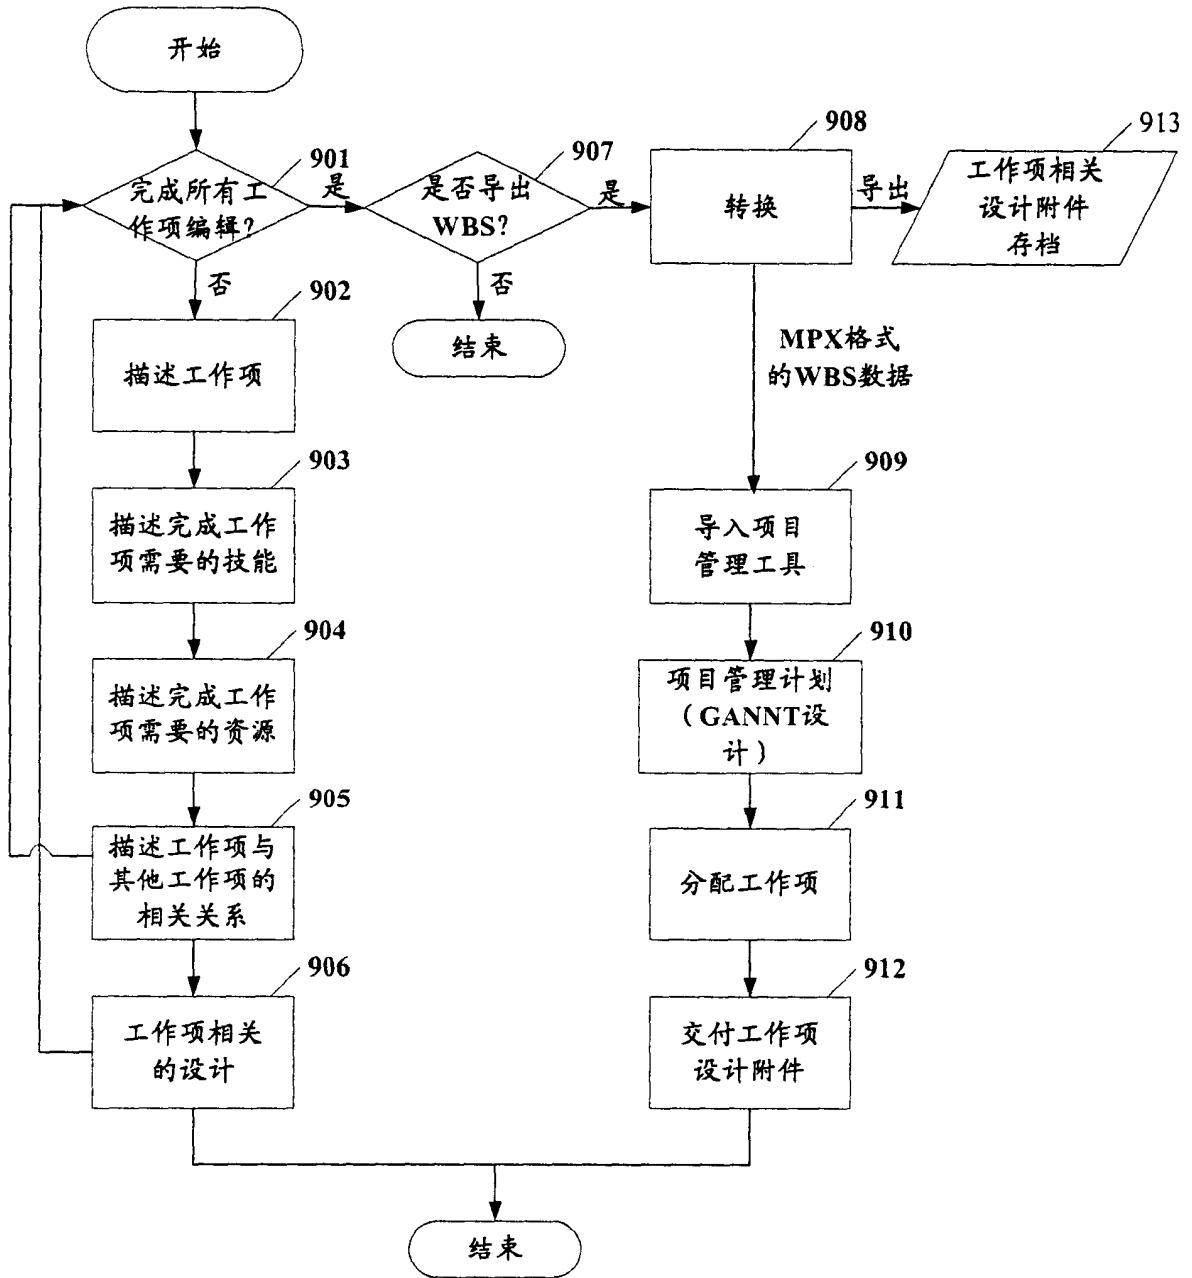 开始
901
完成所有工
作项编辑?
是
907
是否导出
WBS?
是
908
转换
导出
913
工作项相关
设计附件
存档
否
否
902
描述工作项
结束
MPX格式
的WBS数据
903
描述完成工作
项需要的技能
909
导入项目
管理工具
904
描述完成工作
项需要的资源
910
项目管理计划
(GANNT设
计)
905
描述工作项与
其他工作项的
相关关系
911
分配工作项
906
工作项相关
的设计
912
交付工作项
设计附件
结束